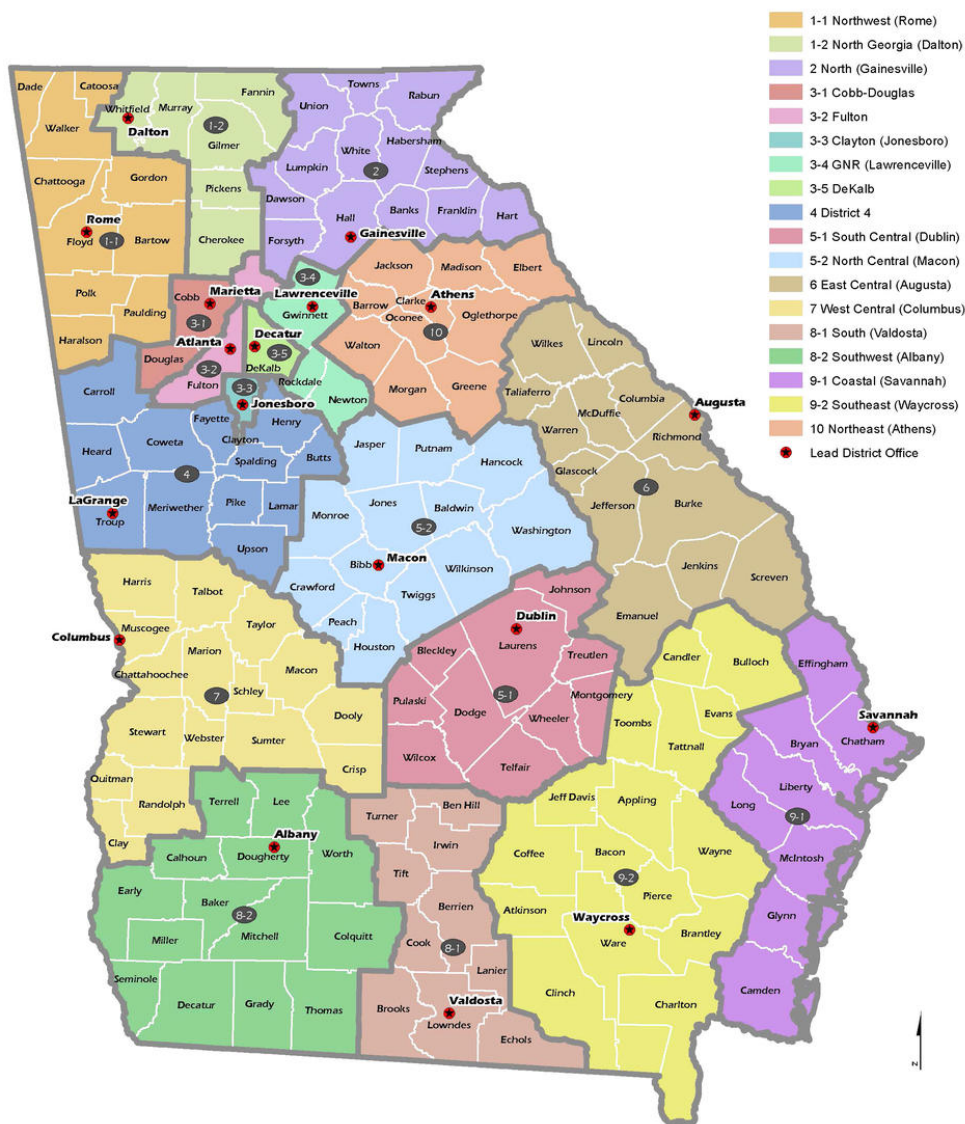 1-1 Northwest (Rome)
1-2 North Georgia (Dalton)
2 North (Gainesville)
3-1 Cobb-Douglas
3-2 Fulton
3-3 Clayton (Jonesboro)
3-4 GNR (Lawrenceville)
3-5 DeKalb
4 District 4
5-1 South Central (Dublin)
5-2 North Central (Macon)
6 East Central (Augusta)
7 West Central (Columbus)
8-1 South (Valdosta)
8-2 Southwest (Albany)
9-1 Coastal (Savannah)
9-2 Southeast (Waycross)
10 Northeast (Athens)
Lead District Office
Dade
Catoosa
Walker
Chattooga
Gordon
Rome
Floyd
1-1
Bartow
Polk
Paulding
Haralson
Whitfield
Murray
Fannin
Dalton
1-2
Gilmer
Pickens
Cherokee
Towns
Rabun
Union
White
Habersham
Lumpkin
2
Stephens
Dawson
Hall
Banks
Franklin
Hart
Forsyth
Gainesville
Cobb
Marietta
3-1
Douglas
Atlanta
3-2
Fulton
3-4
Lawrenceville
Gwinnett
Rockdale
Newton
Decatur
3-5
DeKalb
3-3
Jonesboro
Clayton
Jackson
Madison
Elbert
Barrow
Clarke
Athens
Oconee
Oglethorpe
10
Walton
Morgan
Greene
Carroll
Fayette
Henry
Heard
Coweta
Spalding
Butts
4
LaGrange
Troup
Meriwether
Pike
Lamar
Upson
Jasper
Putnam
Hancock
Jones
Baldwin
Monroe
5-2
Washington
Bibb
Macon
Wilkinson
Crawford
Twiggs
Peach
Houston
Wilkes
Lincoln
Taliaferro
Columbia
McDuffie
Augusta
Warren
Richmond
Glascock
6
Jefferson
Burke
Jenkins
Screven
Emanuel
Harris
Talbot
Columbus
Muscogee
Taylor
Marion
Macon
Chattahoochee
Schley
7
Dooly
Stewart
Webster
Sumter
Crisp
Quitman
Randolph
Clay
Johnson
Dublin
Laurens
Bleckley
Treutlen
Pulaski
Montgomery
5-1
Dodge
Wheeler
Wilcox
Telfair
Candler
Bulloch
Toombs
Evans
Tattnall
Jeff Davis
Appling
Coffee
Bacon
Wayne
9-2
Pierce
Atkinson
Waycross
Ware
Brantley
Clinch
Charlton
Effingham
Savannah
Bryan
Chatham
Liberty
Long
9-1
McIntosh
Glynn
Camden
Terrell
Lee
Albany
Calhoun
Dougherty
Worth
Early
Baker
8-2
Miller
Mitchell
Colquitt
Seminole
Decatur
Grady
Thomas
Turner
Ben Hill
Irwin
Tift
Berrien
Cook
8-1
Lanier
Brooks
Valdosta
Lowndes
Echols
N